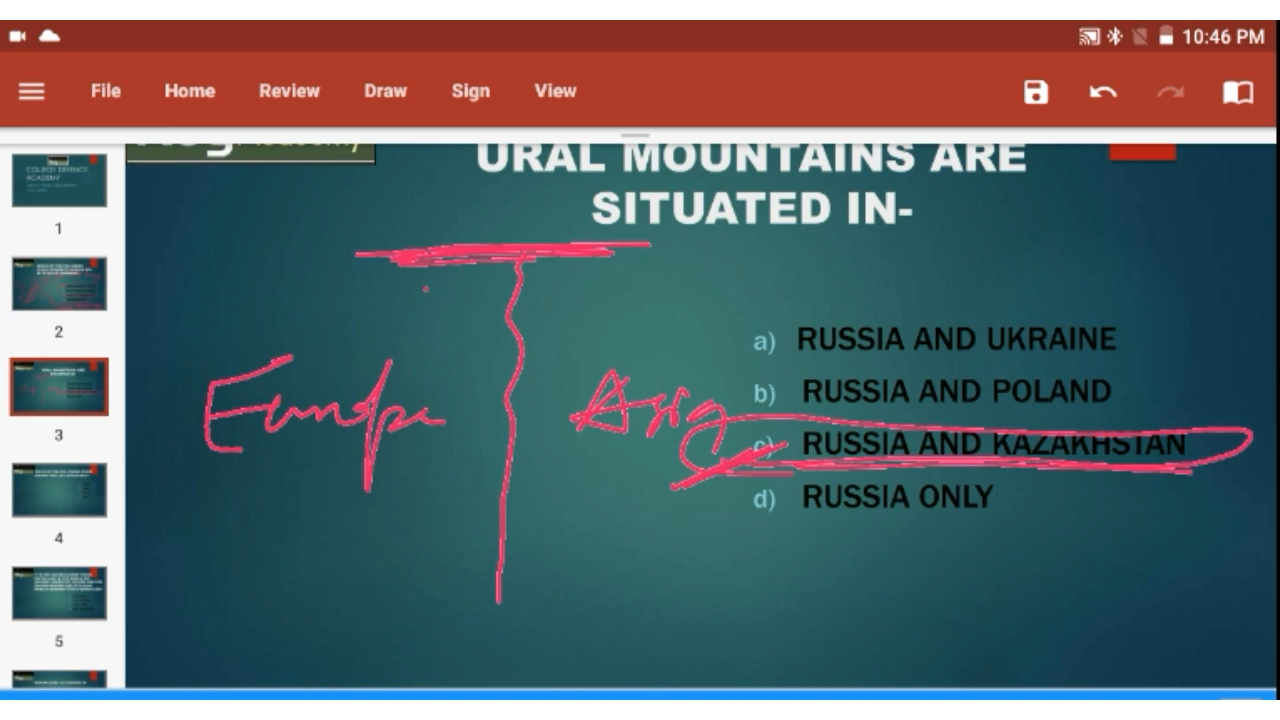 10:46 PM
File Home Review Draw Sign View
URAL MOUNTAINS ARE
SITUATED IN-
a) RUSSIA AND UKRAINE
b) RUSSIA AND POLAND
c) RUSSIA AND KAZAKHSTAN
d) RUSSIA ONLY
Asia
1
2
3
4
5